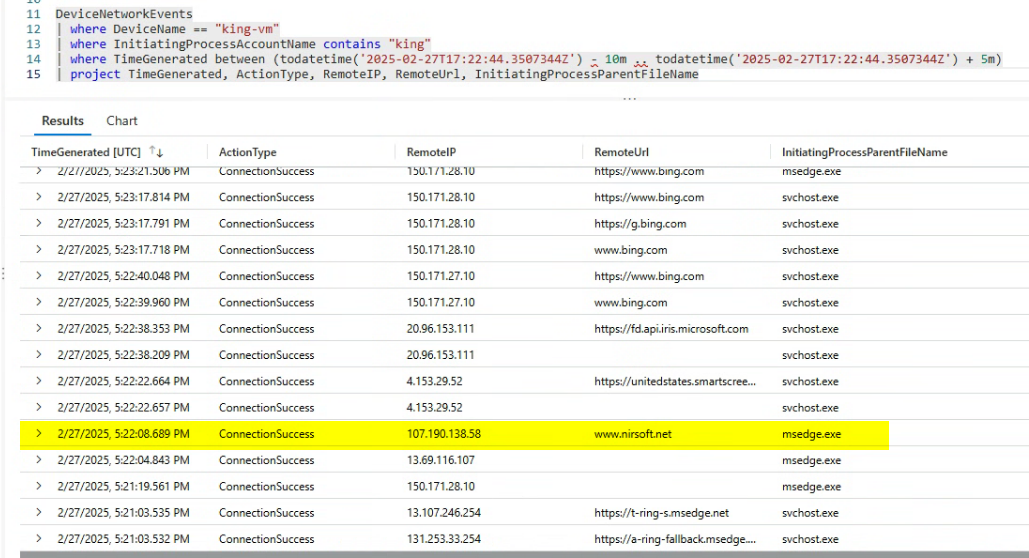 11 DeviceNetworkEvents
12 | where DeviceName == "king-vm"
13 | where InitiatingProcessAccountName contains "king"
14 | where TimeGenerated between (todatetime('2025-02-27T17:22:44.3507344Z') - 10m .. todatetime('2025-02-27T17:22:44.3507344Z') + 5m)
15 | project TimeGenerated, ActionType, RemoteIP, RemoteUrl, InitiatingProcessParentFileName
Results Chart
TimeGenerated [UTC] ↑↓ ActionType RemoteIP RemoteUrl InitiatingProcessParentFileName
> 2/27/2025, 5:23:21.506 PM ConnectionSuccess 150.171.28.10 https://www.bing.com msedge.exe
> 2/27/2025, 5:23:17.814 PM ConnectionSuccess 150.171.28.10 https://www.bing.com svchost.exe
> 2/27/2025, 5:23:17.791 PM ConnectionSuccess 150.171.28.10 https://g.bing.com svchost.exe
> 2/27/2025, 5:23:17.718 PM ConnectionSuccess 150.171.28.10 www.bing.com svchost.exe
> 2/27/2025, 5:22:40.048 PM ConnectionSuccess 150.171.27.10 https://www.bing.com svchost.exe
> 2/27/2025, 5:22:39.960 PM ConnectionSuccess 150.171.27.10 www.bing.com svchost.exe
> 2/27/2025, 5:22:38.353 PM ConnectionSuccess 20.96.153.111 https://fd.api.iris.microsoft.com svchost.exe
> 2/27/2025, 5:22:38.209 PM ConnectionSuccess 20.96.153.111 svchost.exe
> 2/27/2025, 5:22:22.664 PM ConnectionSuccess 4.153.29.52 https://unitedstates.smartscree... svchost.exe
> 2/27/2025, 5:22:22.657 PM ConnectionSuccess 4.153.29.52 svchost.exe
> 2/27/2025, 5:22:08.689 PM ConnectionSuccess 107.190.138.58 www.nirsoft.net msedge.exe
> 2/27/2025, 5:22:04.843 PM ConnectionSuccess 13.69.116.107 msedge.exe
> 2/27/2025, 5:21:19.561 PM ConnectionSuccess 150.171.28.10 msedge.exe
> 2/27/2025, 5:21:03.535 PM ConnectionSuccess 13.107.246.254 https://t-ring-s.msedge.net svchost.exe
> 2/27/2025, 5:21:03.532 PM ConnectionSuccess 131.253.33.254 https://a-ring-fallback.msedge.... svchost.exe